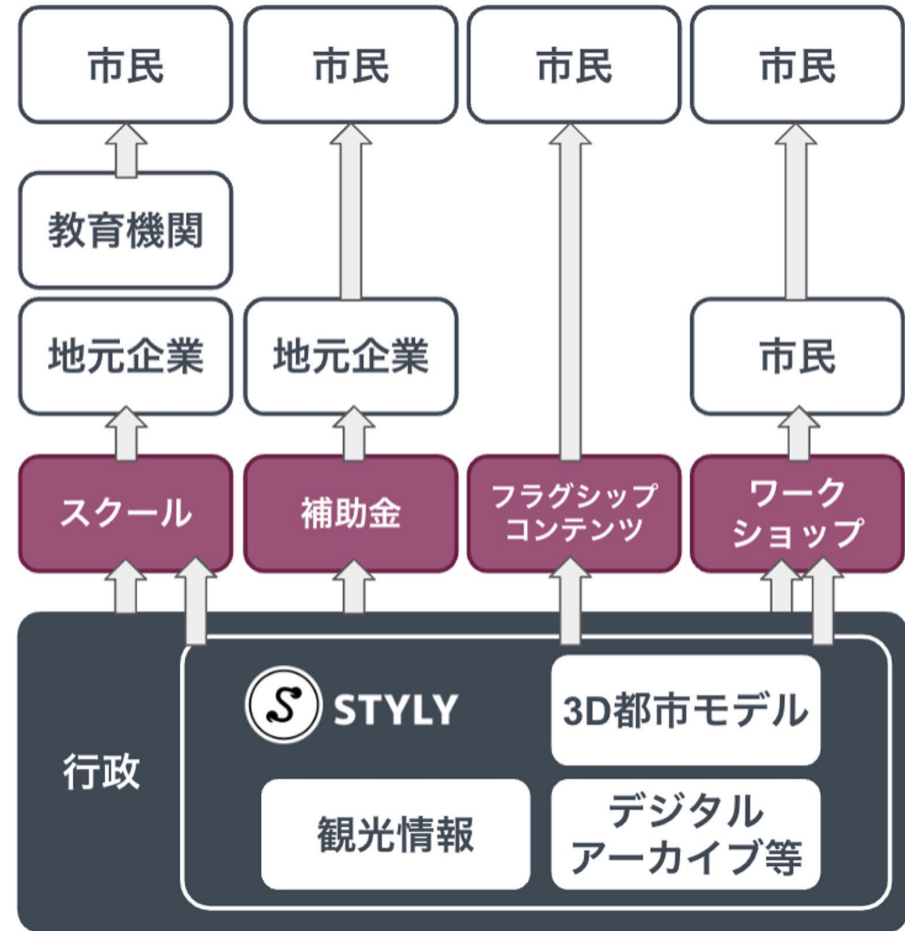 市民
市民
市民
市民
教育機関
地元企業
地元企業
市民
スクール
補助金
フラグシップ
コンテンツ
ワーク
ショップ
行政
S STYLY
3D都市モデル
観光情報
デジタル
アーカイブ等